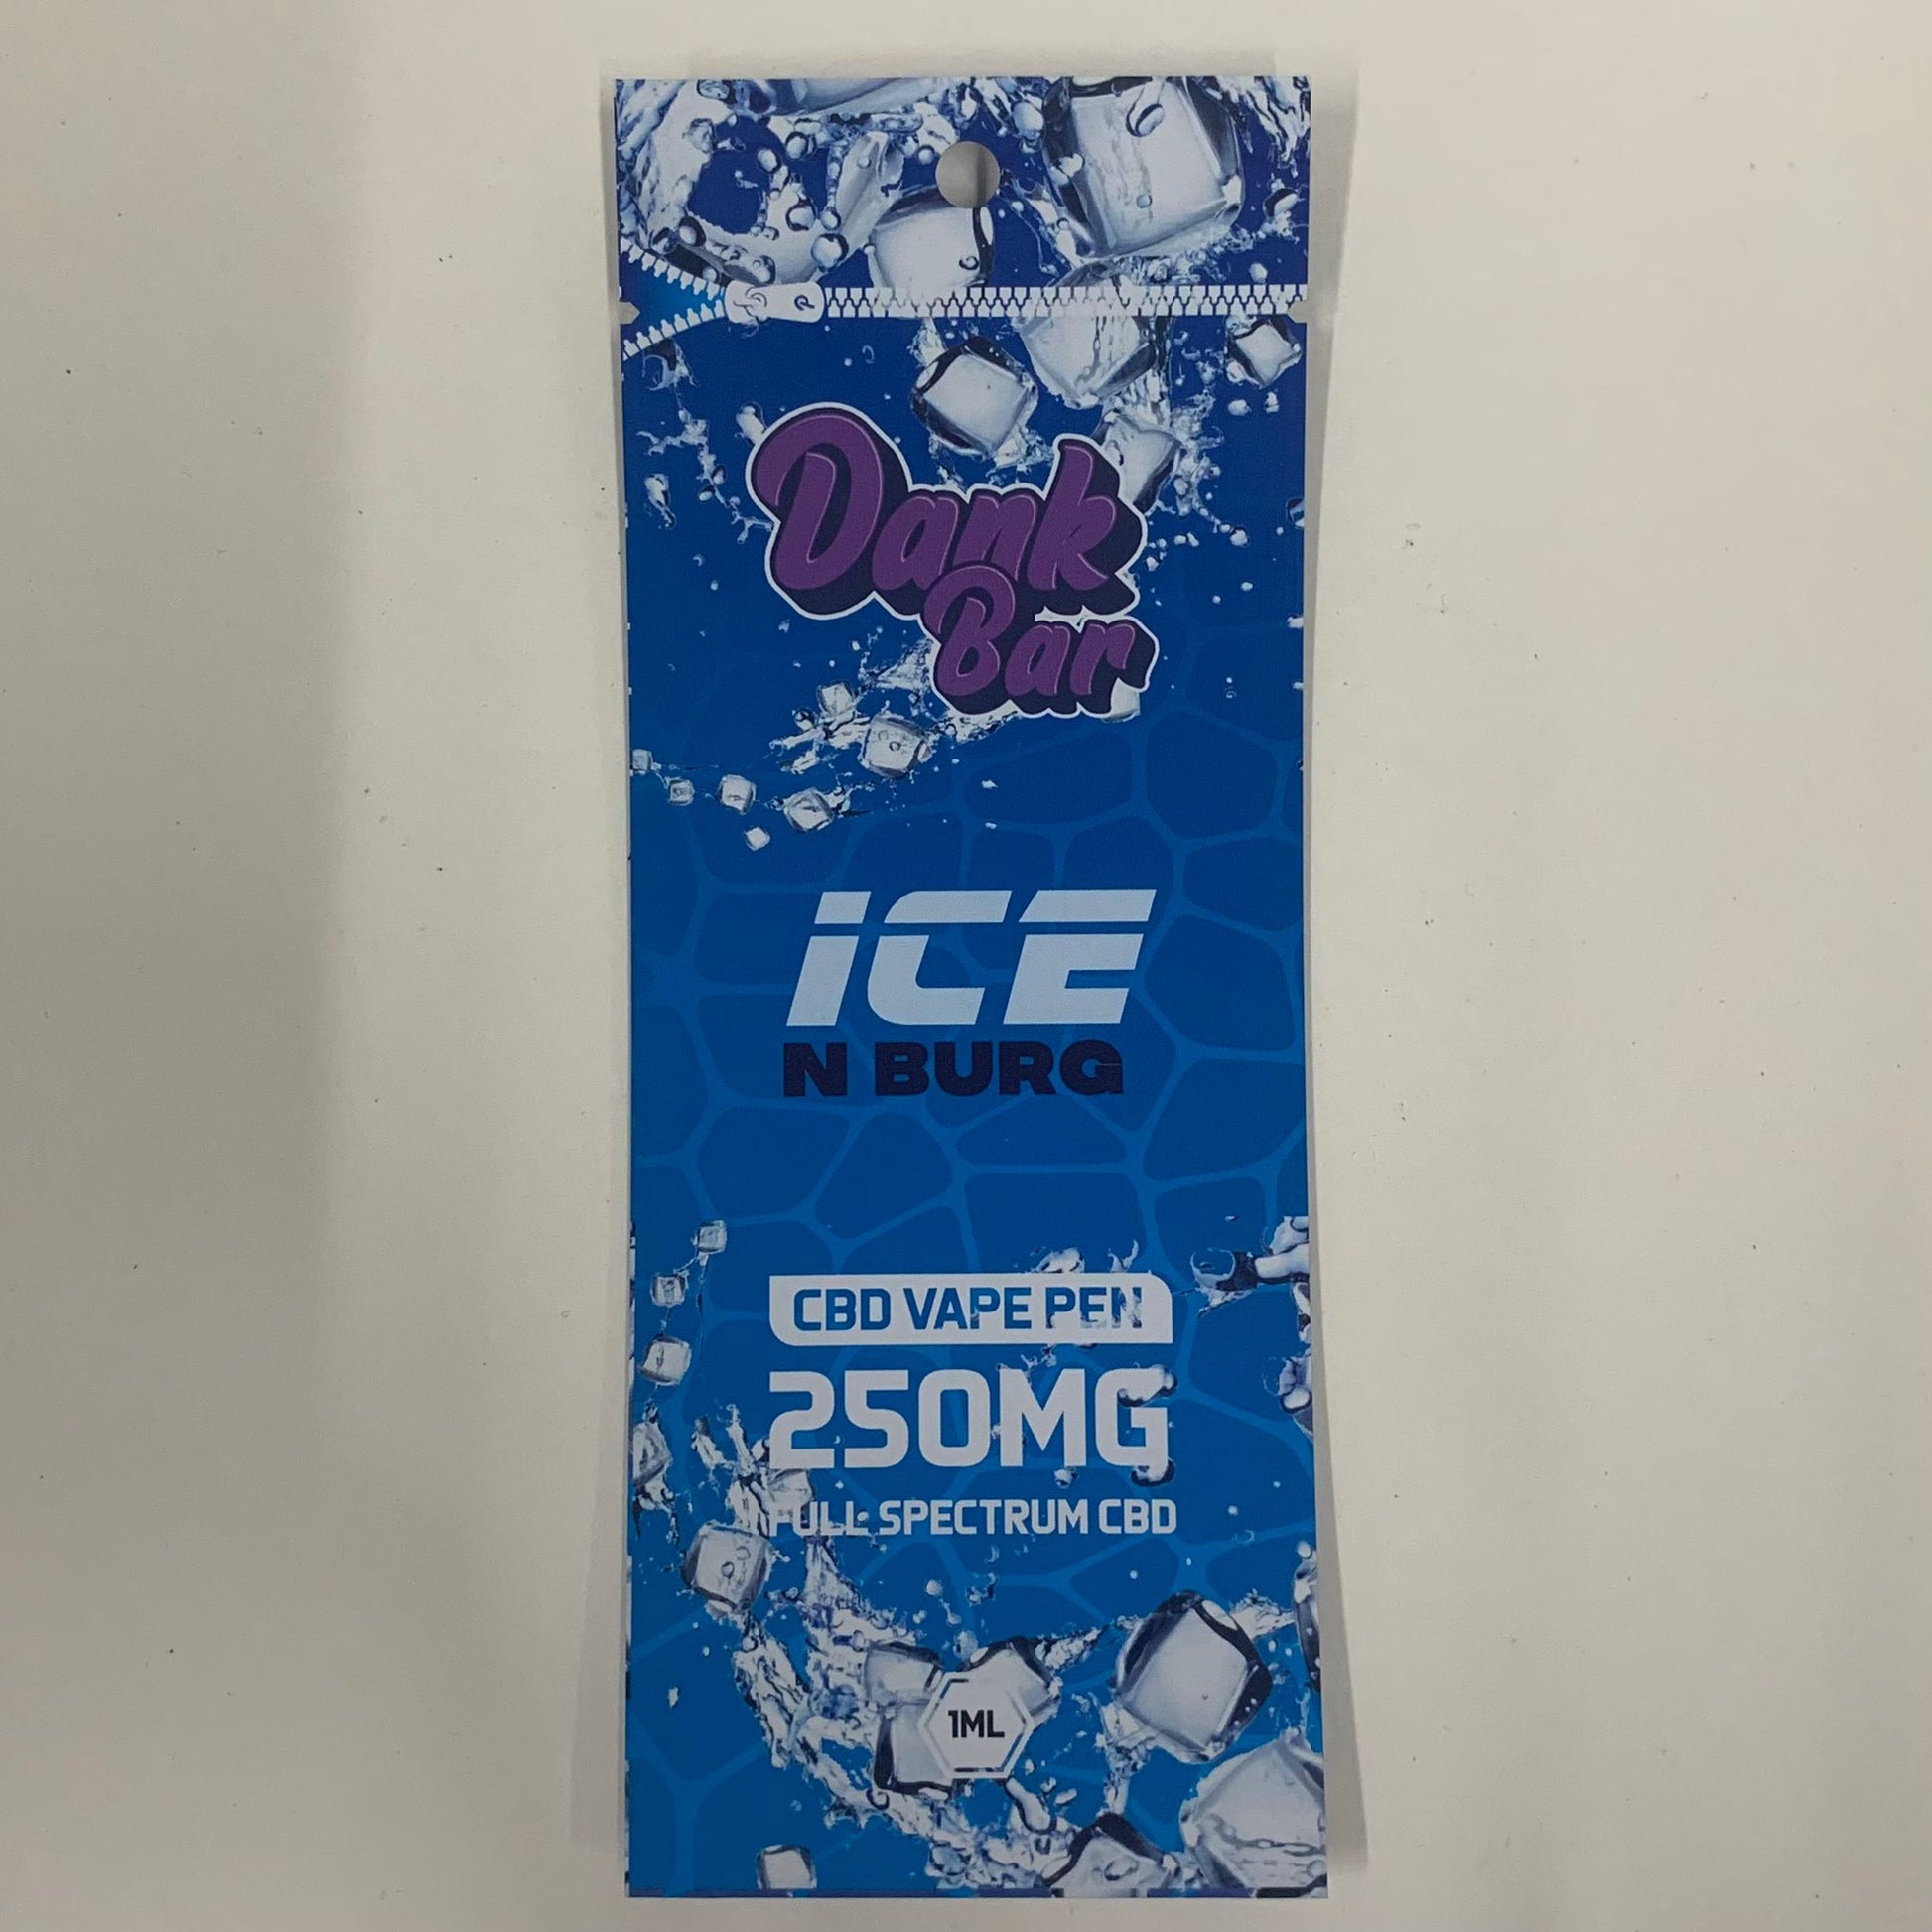 Dank
Bar
iCE
N BURG
CBD VAPE PEN
250MG
FULL SPECTRUM CBD
1ML